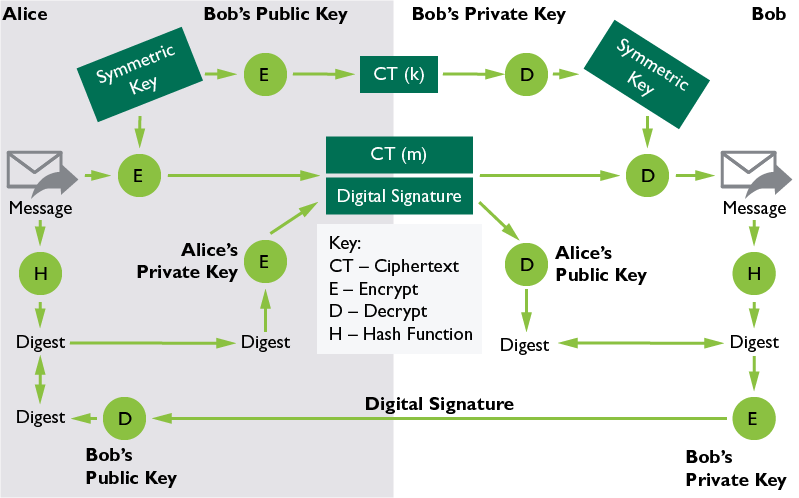 Alice
Bob's Public Key
Bob's Private Key
Bob
Symmetric
Key
E
CT (k)
D
Symmetric
Key
Message
E
CT (m)
Digital Signature
D
Message
H
Alice's
Private Key
E
Key:
CT – Ciphertext
E – Encrypt
D – Decrypt
H – Hash Function
D
Alice's
Public Key
H
Digest
Digest
Digest
Digest
Digest
D
Digital Signature
E
Bob's
Public Key
Bob's
Private Key